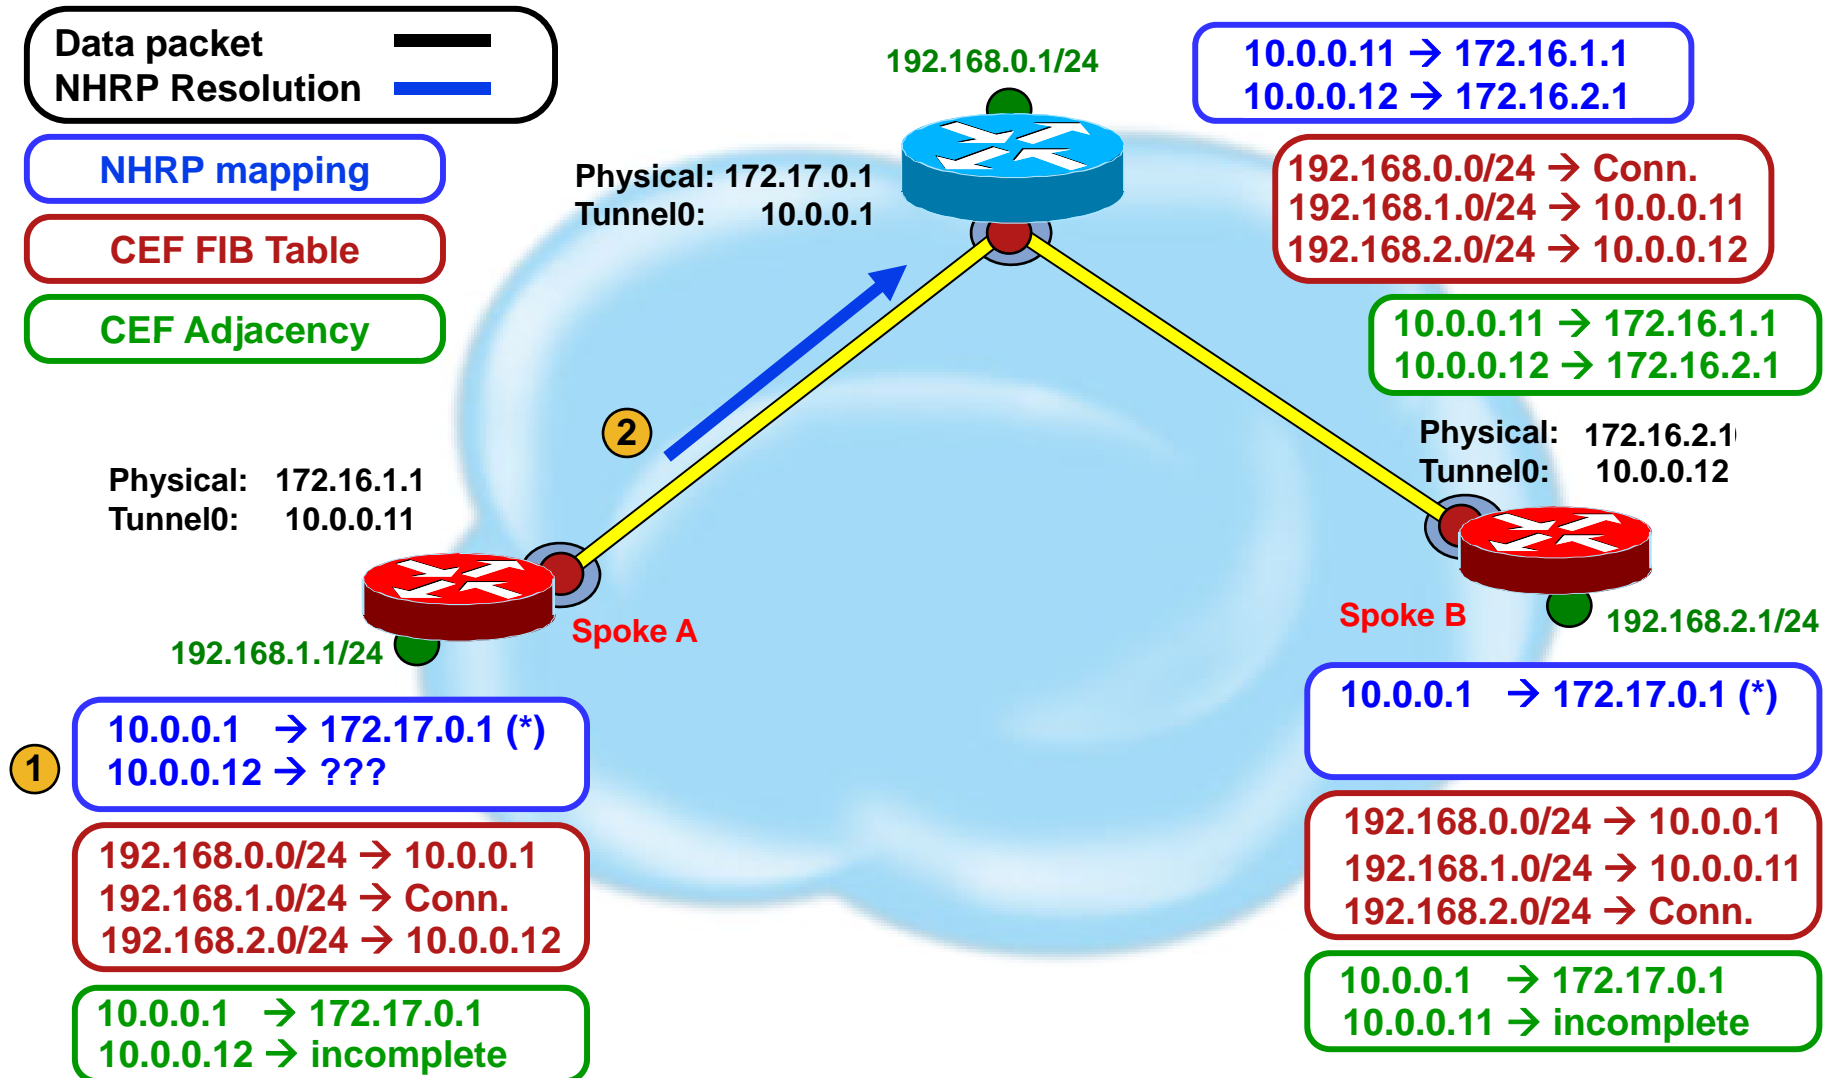 Data packet
NHRP Resolution
NHRP mapping
CEF FIB Table
CEF Adjacency
192.168.0.1/24
Physical: 172.17.0.1
Tunnel0: 10.0.0.1
10.0.0.11 → 172.16.1.1
10.0.0.12 → 172.16.2.1
192.168.0.0/24 → Conn.
192.168.1.0/24 → 10.0.0.11
192.168.2.0/24 → 10.0.0.12
10.0.0.11 → 172.16.1.1
10.0.0.12 → 172.16.2.1
2
Physical: 172.16.1.1
Tunnel0: 10.0.0.11
Spoke A
192.168.1.1/24
Physical: 172.16.2.1
Tunnel0: 10.0.0.12
Spoke B
192.168.2.1/24
1
10.0.0.1 → 172.17.0.1 (*)
10.0.0.12 → ???
192.168.0.0/24 → 10.0.0.1
192.168.1.0/24 → Conn.
192.168.2.0/24 → 10.0.0.12
10.0.0.1 → 172.17.0.1
10.0.0.12 → incomplete
10.0.0.1 → 172.17.0.1 (*)
192.168.0.0/24 → 10.0.0.1
192.168.1.0/24 → 10.0.0.11
192.168.2.0/24 → Conn.
10.0.0.1 → 172.17.0.1
10.0.0.11 → incomplete